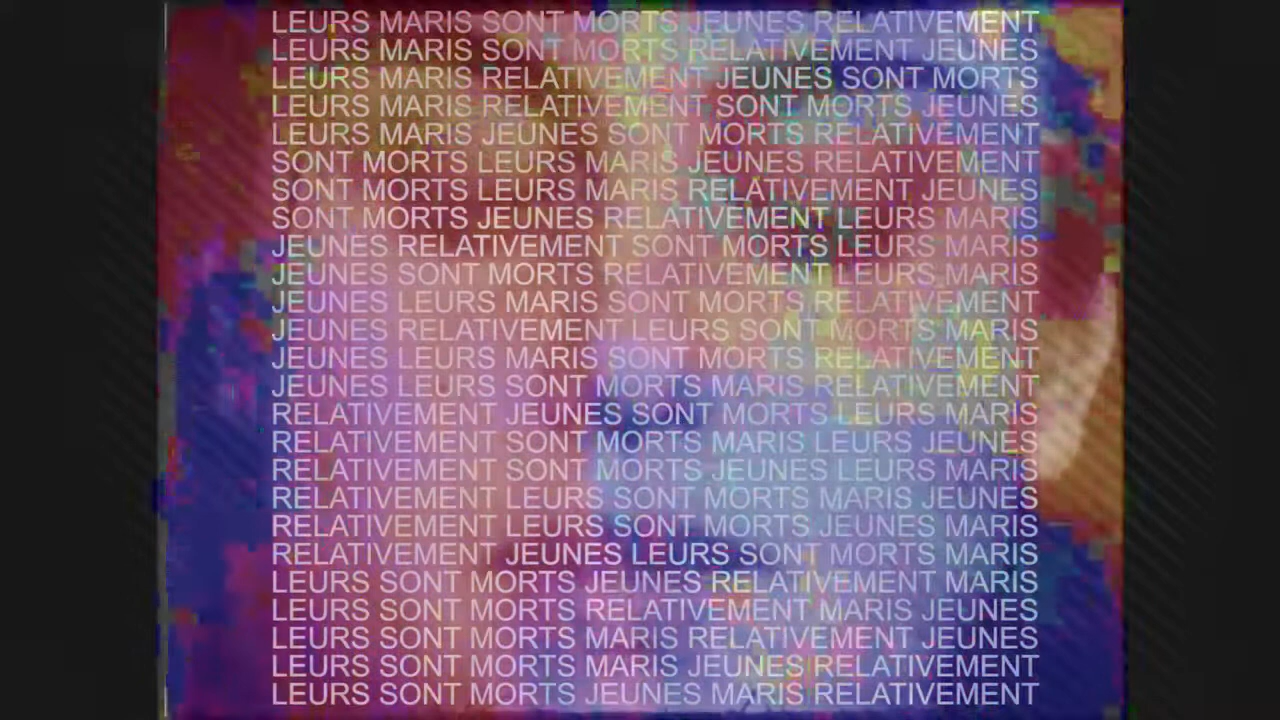 LEURS MARIS SONT MORTS JEUNES RELATIVEMENT
LEURS MARIS SONT MORTS RELATIVEMENT JEUNES
LEURS MARIS RELATIVEMENT JEUNES SONT MORTS
LEURS MARIS RELATIVEMENT SONT MORTS JEUNES
LEURS MARIS JEUNES SONT MORTS RELATIVEMENT
SONT MORTS LEURS MARIS JEUNES RELATIVEMENT
SONT MORTS LEURS MARIS RELATIVEMENT JEUNES
SONT MORTS JEUNES RELATIVEMENT LEURS MARIS
JEUNES RELATIVEMENT SONT MORTS LEURS MARIS
JEUNES SONT MORTS RELATIVEMENT LEURS MARIS
JEUNES LEURS MARIS SONT MORTS RELATIVEMENT
JEUNES RELATIVEMENT LEURS SONT MORTS MARIS
JEUNES LEURS MARIS SONT MORTS RELATIVEMENT
JEUNES LEURS SONT MORTS MARIS RELATIVEMENT
RELATIVEMENT JEUNES SONT MORTS LEURS MARIS
RELATIVEMENT SONT MORTS MARIS LEURS JEUNES
RELATIVEMENT SONT MORTS JEUNES LEURS MARIS
RELATIVEMENT LEURS SONT MORTS MARIS JEUNES
RELATIVEMENT LEURS SONT MORTS JEUNES MARIS
RELATIVEMENT JEUNES LEURS SONT MORTS MARIS
LEURS SONT MORTS JEUNES RELATIVEMENT MARIS
LEURS SONT MORTS RELATIVEMENT MARIS JEUNES
LEURS SONT MORTS MARIS RELATIVEMENT JEUNES
LEURS SONT MORTS MARIS JEUNES RELATIVEMENT
LEURS SONT MORTS JEUNES MARIS RELATIVEMENT